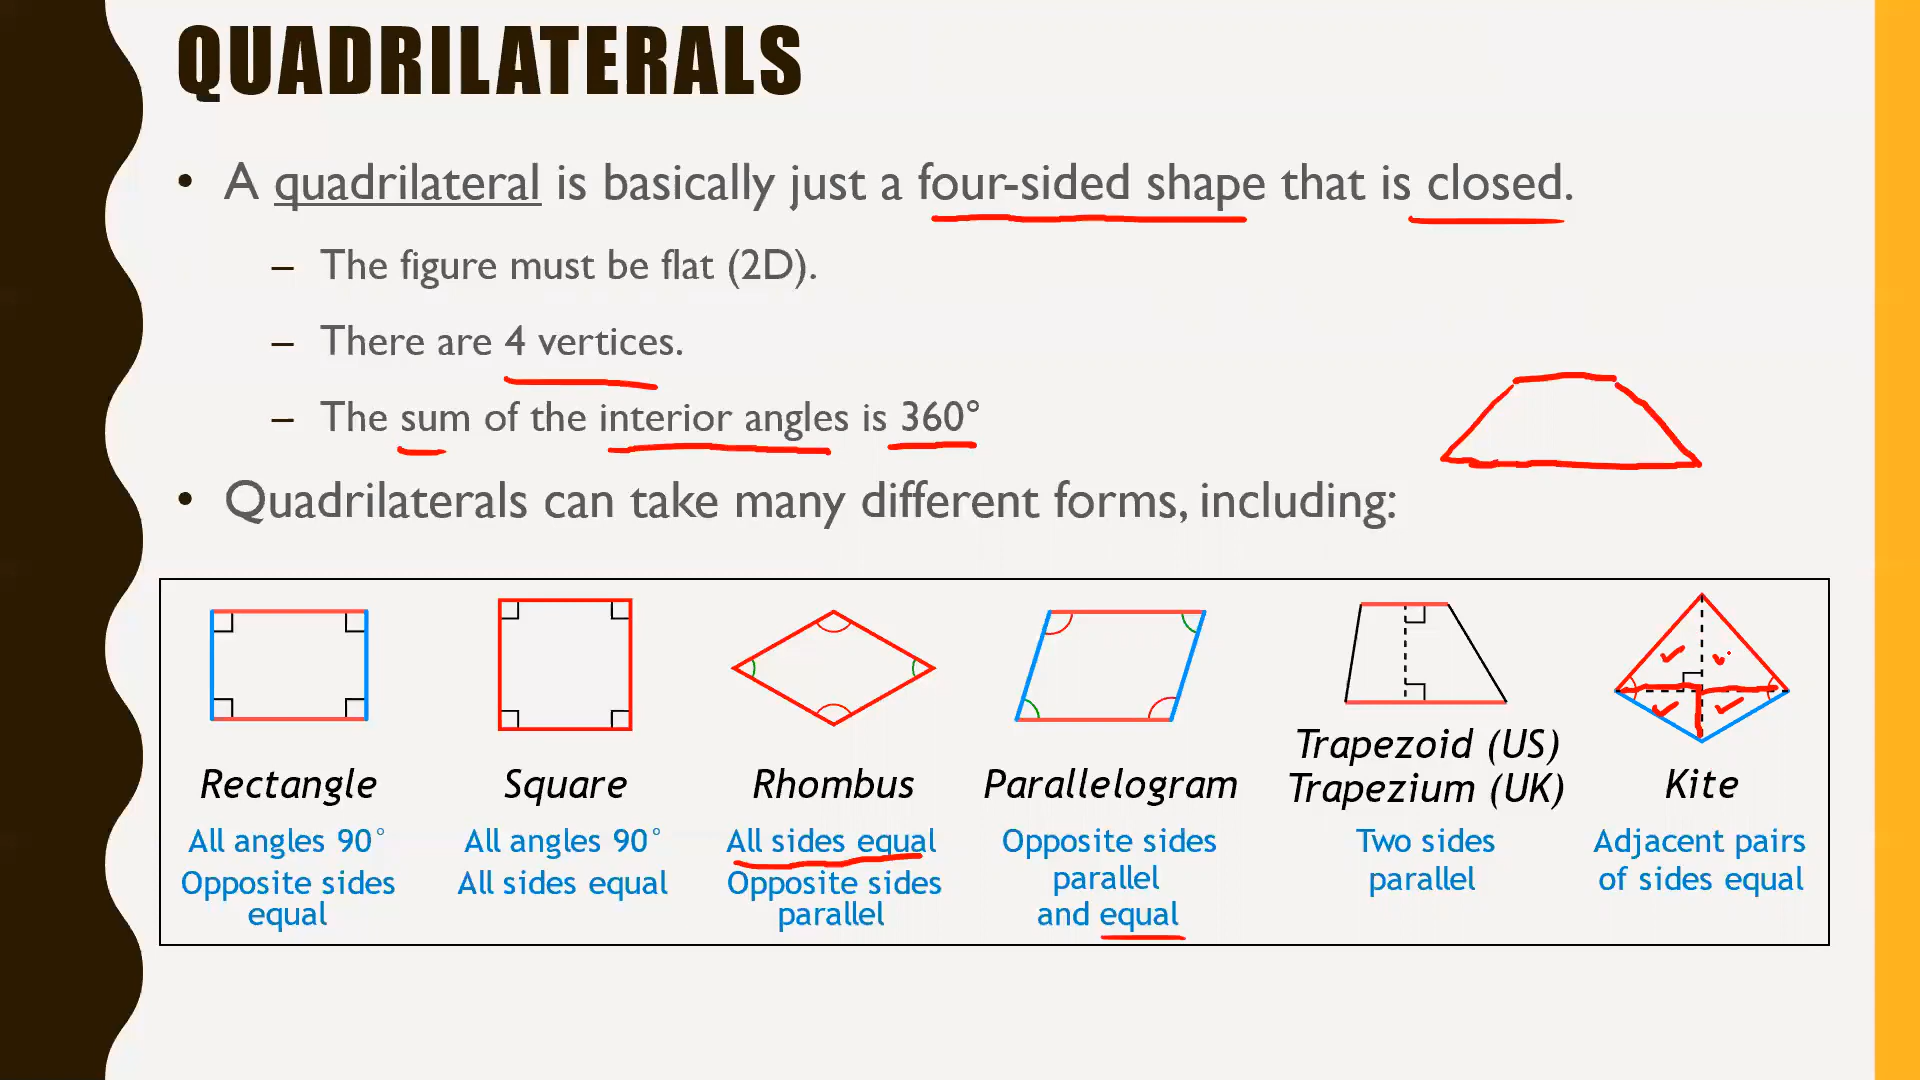 QUADRILATERALS
• A quadrilateral is basically just a four-sided shape that is closed.
– The figure must be flat (2D).
– There are 4 vertices.
– The sum of the interior angles is 360°
• Quadrilaterals can take many different forms, including:
Rectangle
All angles 90°
Opposite sides
equal
Square
All angles 90°
All sides equal
Rhombus
All sides equal
Opposite sides
parallel
Parallelogram
Opposite sides
parallel
and equal
Trapezoid (US)
Trapezium (UK)
Two sides
parallel
Kite
Adjacent pairs
of sides equal